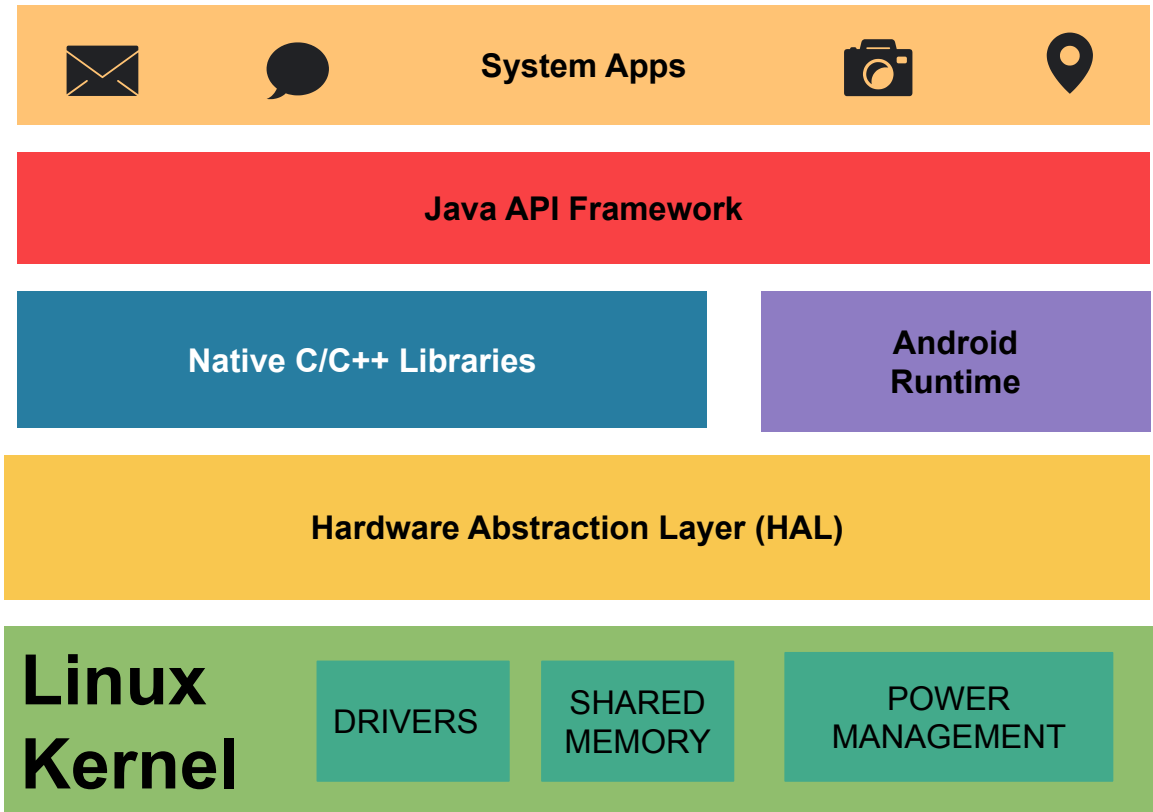 System Apps
Java API Framework
Native C/C++ Libraries
Android
Runtime
Hardware Abstraction Layer (HAL)
Linux
Kernel
DRIVERS
SHARED
MEMORY
POWER
MANAGEMENT